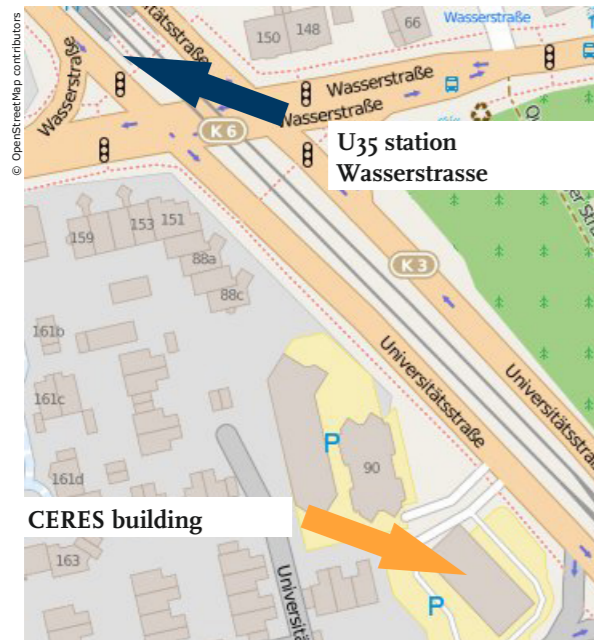 © OpenStreetMap contributors
Wasserstraße
Universitätsstraße
150
148
66
Wasserstraße
Wasserstraße
Wasserstraße
K 6
U35 station
Wasserstrasse
159
153
151
88a
88c
K 3
161b
161c
161d
Universitätsstraße
90
P
CERES building
163
P